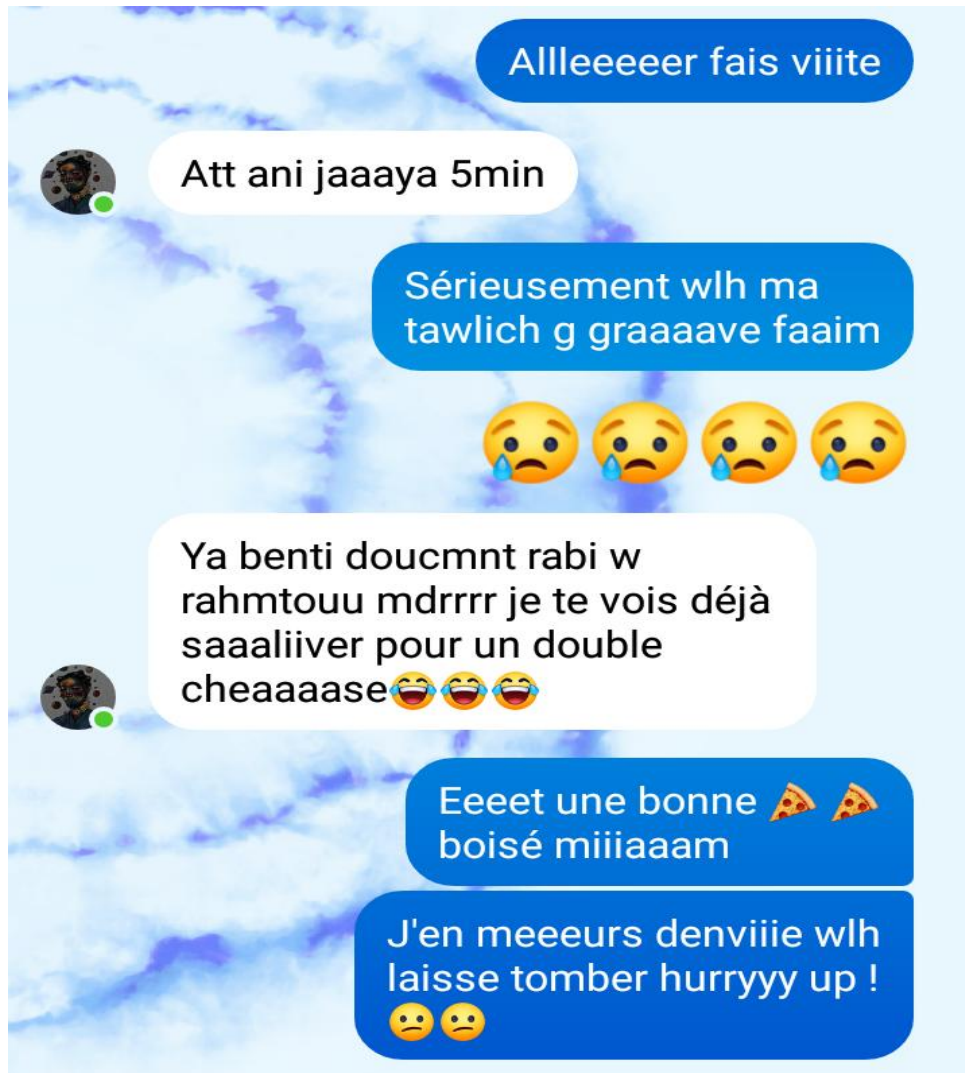 Allleeeeer fais viiite
Att ani jaaaya 5min
Sérieusement wlh ma
tawlich g graaaave faaim
😢😢😢😢
Ya benti doucmnt rabi w
rahmtouu mdrrrr je te vois déjà
saaaliiver pour un double
cheaaaase😂😂😂
Eeeet une bonne 🍕 🍕
boisé miiiaaam
J'en meeeurs denviiie wlh
laisse tomber hurryyy up !
😕😕